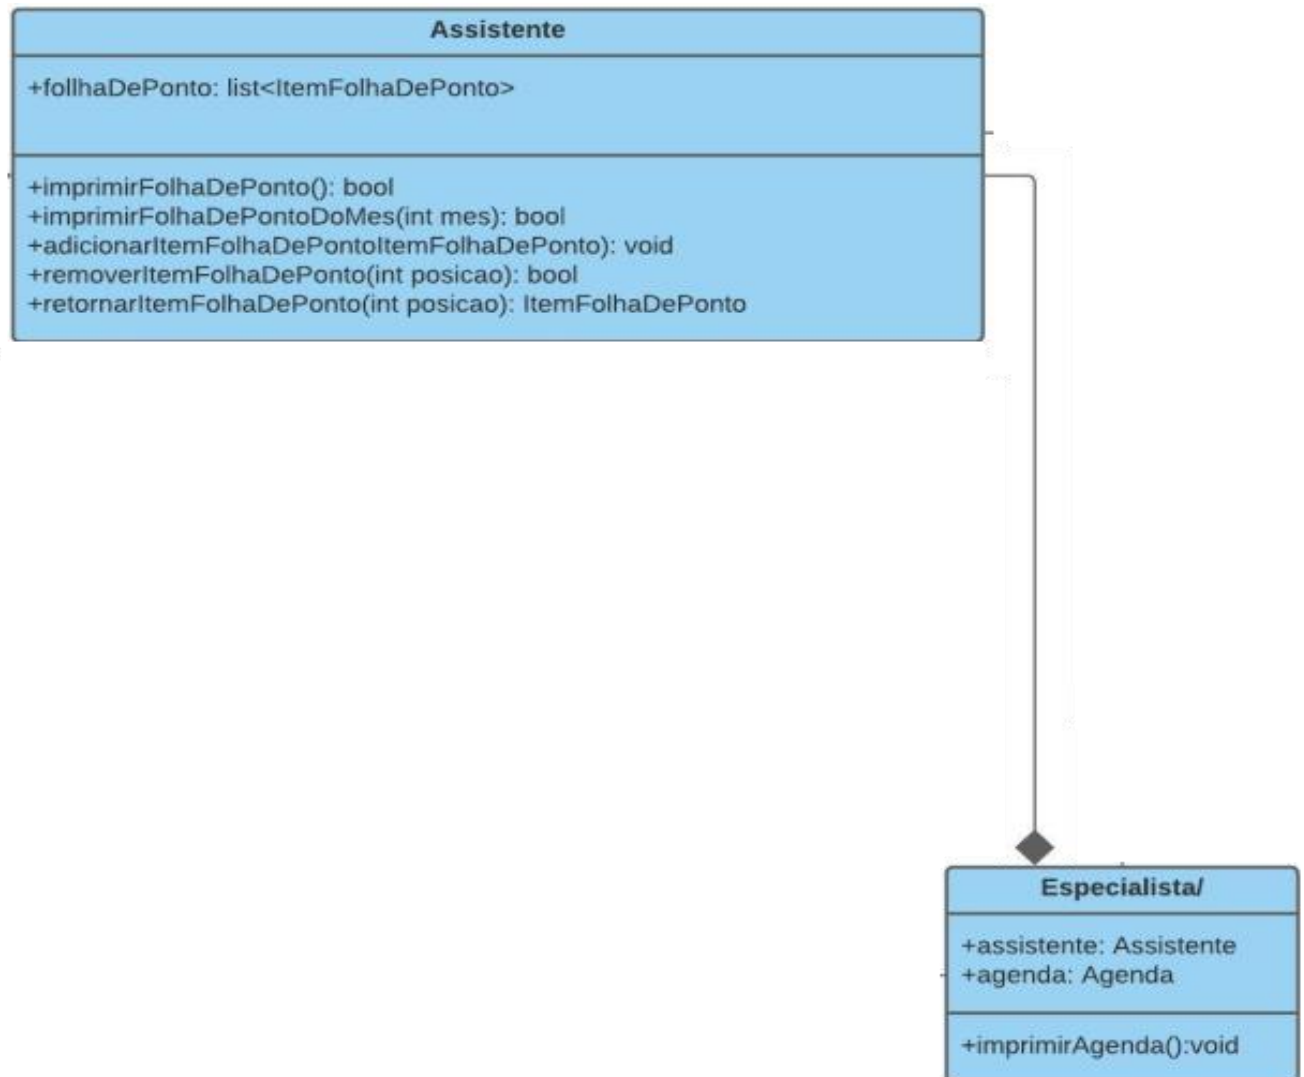 Assistente
+follhaDePonto: list<ItemFolhaDePonto>
+imprimirFolhaDePonto(): bool
+imprimirFolhaDePontoDoMes(int mes): bool
+adicionarItemFolhaDePontoItemFolhaDePonto): void
+removerItemFolhaDePonto(int posicao): bool
+retornarItemFolhaDePonto(int posicao): ItemFolhaDePonto
Especialista/
+assistente: Assistente
+agenda: Agenda
+imprimirAgenda():void